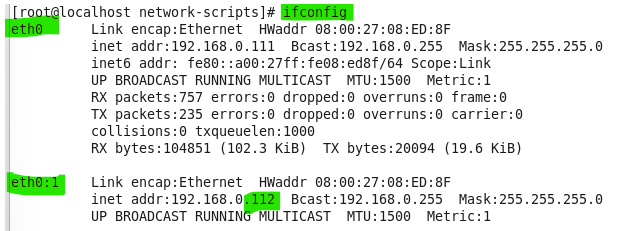 [root@localhost network-scripts]# ifconfig
eth0      Link encap:Ethernet  HWaddr 08:00:27:08:ED:8F
          inet addr:192.168.0.111  Bcast:192.168.0.255  Mask:255.255.255.0
          inet6 addr: fe80::a00:27ff:fe08:ed8f/64 Scope:Link
          UP BROADCAST RUNNING MULTICAST  MTU:1500  Metric:1
          RX packets:757 errors:0 dropped:0 overruns:0 frame:0
          TX packets:235 errors:0 dropped:0 overruns:0 carrier:0
          collisions:0 txqueuelen:1000
          RX bytes:104851 (102.3 KiB)  TX bytes:20094 (19.6 KiB)

eth0:1    Link encap:Ethernet  HWaddr 08:00:27:08:ED:8F
          inet addr:192.168.0.112  Bcast:192.168.0.255  Mask:255.255.255.0
          UP BROADCAST RUNNING MULTICAST  MTU:1500  Metric:1